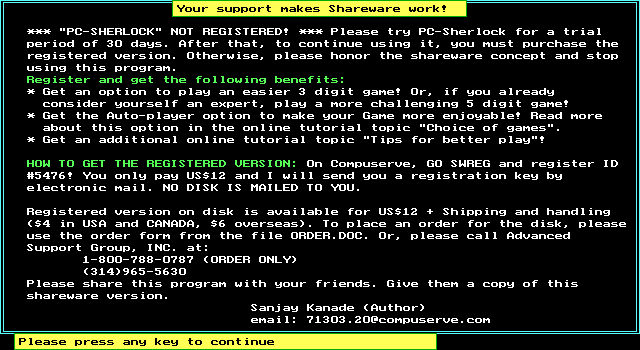 Your support makes Shareware work!
*** "PC-SHERLOCK" NOT REGISTERED! *** Please try PC-Sherlock for a trial
period of 30 days. After that, to continue using it, you must purchase the
registered version. Otherwise, please honor the shareware concept and stop
using this program.
Register and get the following benefits:
* Get an option to play an easier 3 digit game! Or, if you already
consider yourself an expert, play a more challenging 5 digit game!
* Get the Auto-player option to make your Game more enjoyable! Read more
about this option in the online tutorial topic "Choice of games".
* Get an additional online tutorial topic "Tips for better play"!
HOW TO GET THE REGISTERED VERSION: On Compuserve, GO SWREG and register ID
#5476! You only pay US$12 and I will send you a registration key by
electronic mail. NO DISK IS MAILED TO YOU.
Registered version on disk is available for US$12 + Shipping and handling
($4 in USA and CANADA, $6 overseas). To place an order for the disk, please
use the order form from the file ORDER.DOC. Or, please call Advanced
Support Group, INC. at:
1-800-788-0787 (ORDER ONLY)
(314)965-5630
Please share this program with your friends. Give them a copy of this
shareware version.
Sanjay Kanade (Author)
email: 71303.20@compuserve.com
Please press any key to continue